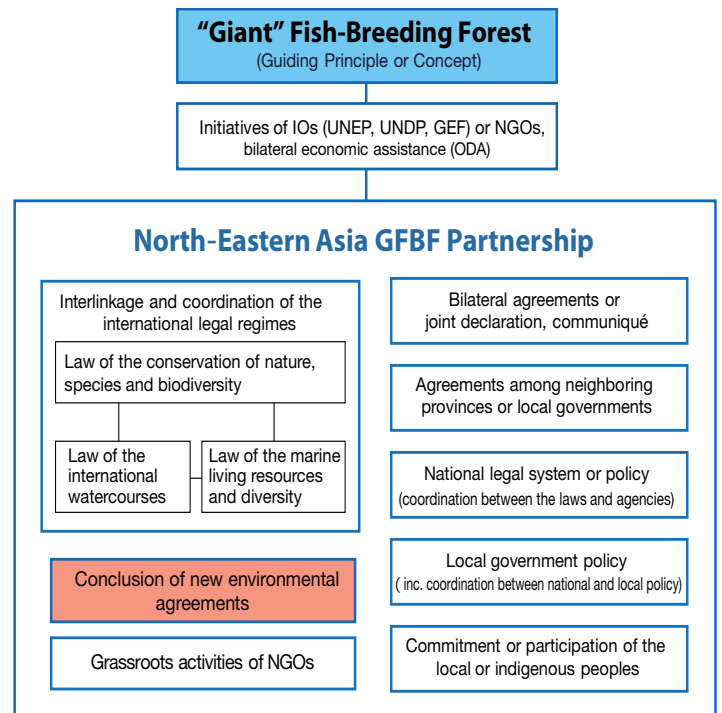 “Giant” Fish-Breeding Forest
(Guiding Principle or Concept)
Initiatives of IOs (UNEP, UNDP, GEF) or NGOs,
bilateral economic assistance (ODA)
North-Eastern Asia GFBF Partnership
Interlinkage and coordination of the
international legal regimes
Law of the conservation of nature,
species and biodiversity
Law of the
international
watercourses
Law of the marine
living resources
and diversity
Conclusion of new environmental
agreements
Grassroots activities of NGOs
Bilateral agreements or
joint declaration, communiqué
Agreements among neighboring
provinces or local governments
National legal system or policy
(coordination between the laws and agencies)
Local government policy
( inc. coordination between national and local policy)
Commitment or participation of the
local or indigenous peoples